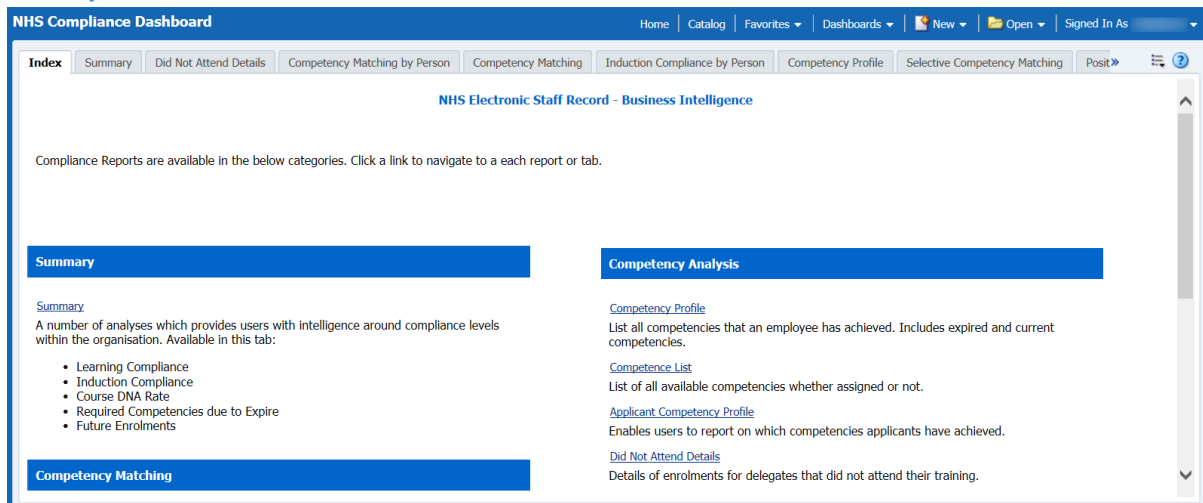 NHS Compliance Dashboard
Home
Catalog
Favorites
Dashboards
New
Open
Signed In As
Index
Summary
Did Not Attend Details
Competency Matching by Person
Competency Matching
Induction Compliance by Person
Competency Profile
Selective Competency Matching
Posit»
NHS Electronic Staff Record - Business Intelligence
Compliance Reports are available in the below categories. Click a link to navigate to a each report or tab.
Summary
Summary
A number of analyses which provides users with intelligence around compliance levels
within the organisation. Available in this tab:
• Learning Compliance
• Induction Compliance
• Course DNA Rate
• Required Competencies due to Expire
• Future Enrolments
Competency Matching
Competency Analysis
Competency Profile
List all competencies that an employee has achieved. Includes expired and current
competencies.
Competence List
List of all available competencies whether assigned or not.
Applicant Competency Profile
Enables users to report on which competencies applicants have achieved.
Did Not Attend Details
Details of enrolments for delegates that did not attend their training.